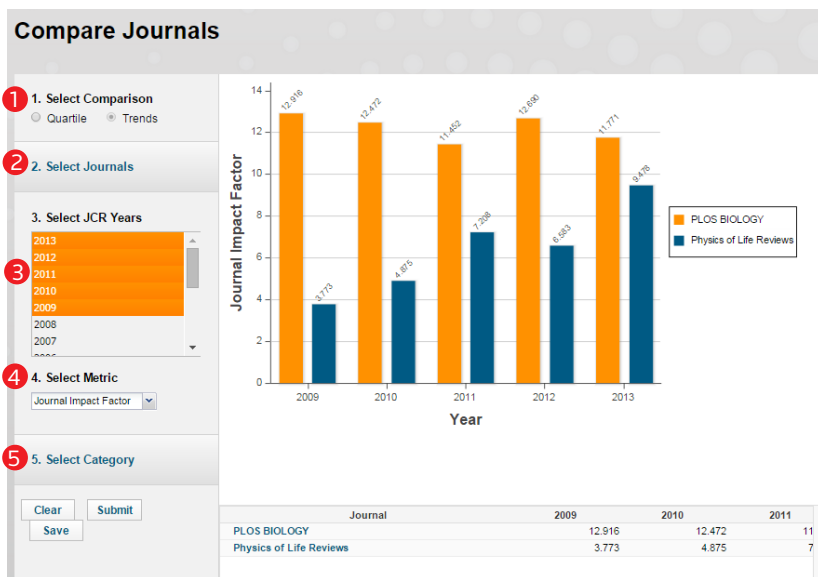 Compare Journals
1
1. Select Comparison
Quartile Trends
2
2. Select Journals
3. Select JCR Years
3
2013
2012
2011
2010
2009
2008
2007
4
4. Select Metric
Journal Impact Factor
5
5. Select Category
Clear Submit
Save
Journal Impact Factor
14
12
10
8
6
4
2
0
12.916
3.773
12.472
4.875
11.452
7.208
12.690
6.583
11.771
9.478
2009 2010 2011 2012 2013
Year
PLOS BIOLOGY
Physics of Life Reviews
Journal 2009 2010 2011
PLOS BIOLOGY 12.916 12.472 11
Physics of Life Reviews 3.773 4.875 7